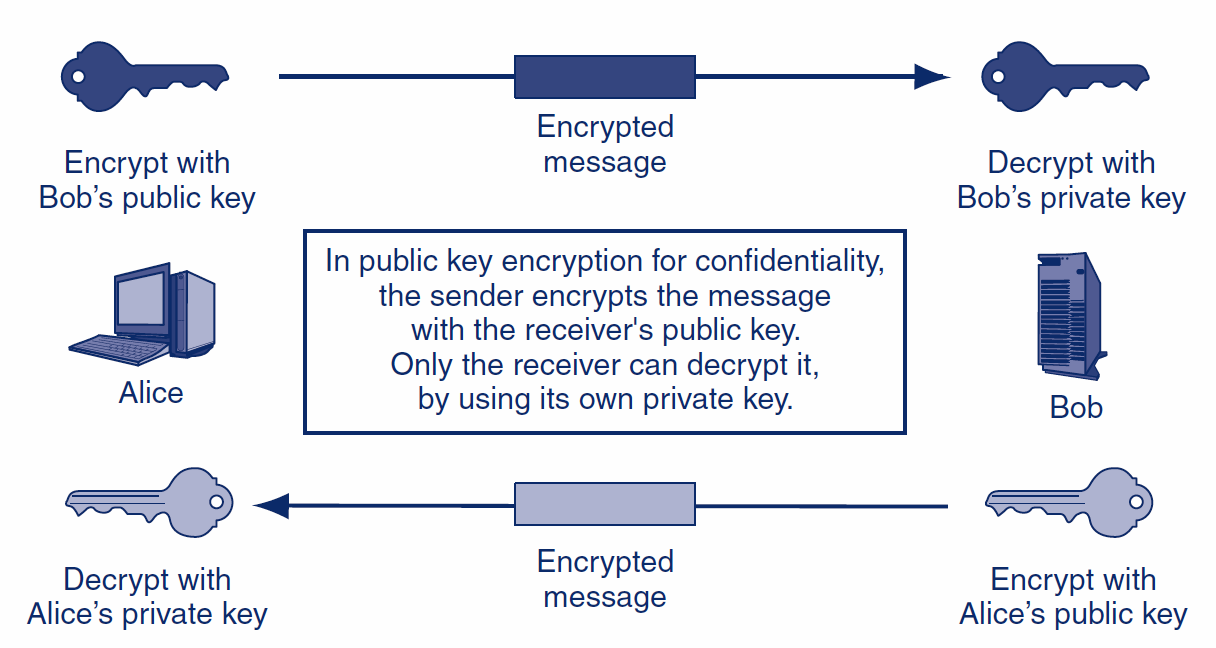 Encrypt with
Bob’s public key
Encrypted
message
Decrypt with
Bob’s private key
In public key encryption for confidentiality,
the sender encrypts the message
with the receiver's public key.
Only the receiver can decrypt it,
by using its own private key.
Alice
Bob
Decrypt with
Alice’s private key
Encrypted
message
Encrypt with
Alice’s public key